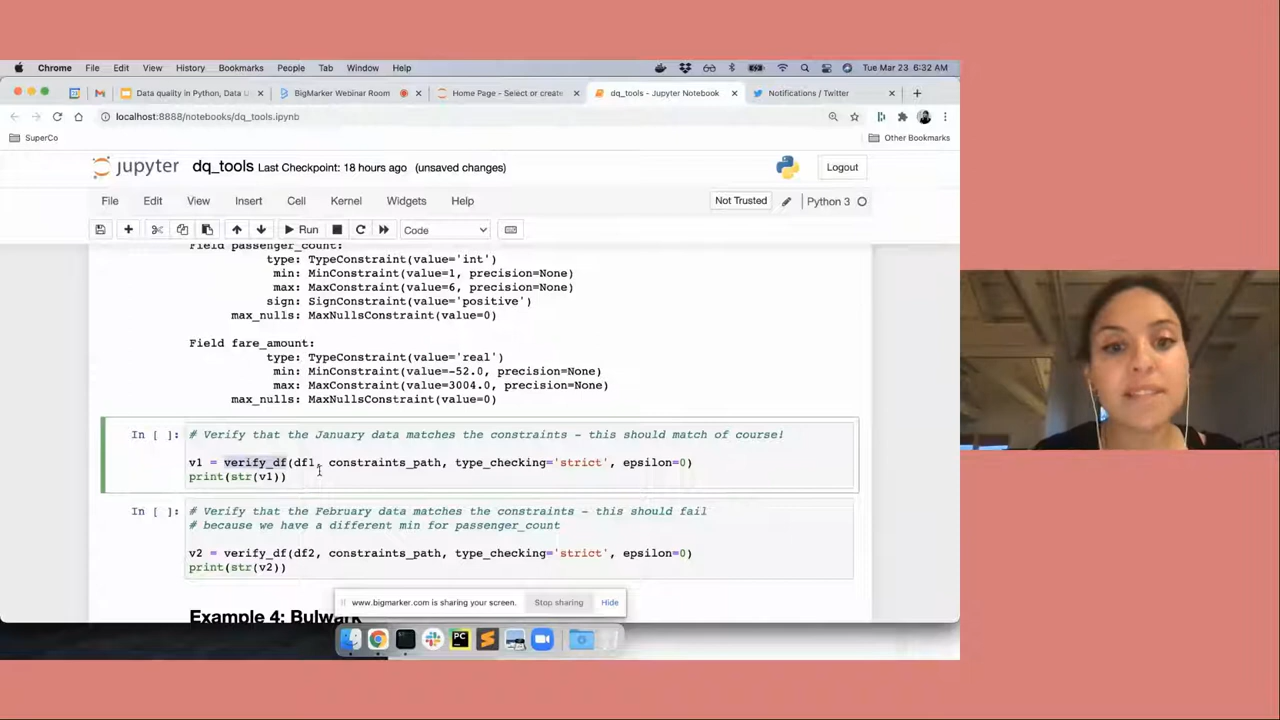 Chrome File Edit View History Bookmarks People Tab Window Help Tue Mar 23 6:32 AM
Data quality in Python, Data U BigMarker Webinar Room Home Page - Select or create dq_tools - Jupyter Notebook Notifications / Twitter
localhost:8888/notebooks/dq_tools.ipynb
SuperCo Other Bookmarks
jupyter dq_tools Last Checkpoint: 18 hours ago (unsaved changes) Logout
File Edit View Insert Cell Kernel Widgets Help Not Trusted Python 3
Run Code
Field passenger_count:
type: TypeConstraint(value='int')
min: MinConstraint(value=1, precision=None)
max: MaxConstraint(value=6, precision=None)
sign: SignConstraint(value='positive')
max_nulls: MaxNullsConstraint(value=0)
Field fare_amount:
type: TypeConstraint(value='real')
min: MinConstraint(value=-52.0, precision=None)
max: MaxConstraint(value=3004.0, precision=None)
max_nulls: MaxNullsConstraint(value=0)
In [ ]: # Verify that the January data matches the constraints - this should match of course!
v1 = verify_df(df1, constraints_path, type_checking='strict', epsilon=0)
print(str(v1))
In [ ]: # Verify that the February data matches the constraints - this should fail
# because we have a different min for passenger_count
v2 = verify_df(df2, constraints_path, type_checking='strict', epsilon=0)
print(str(v2))
www.bigmarker.com is sharing your screen. Stop sharing Hide
Example 4: Bulwark
PC